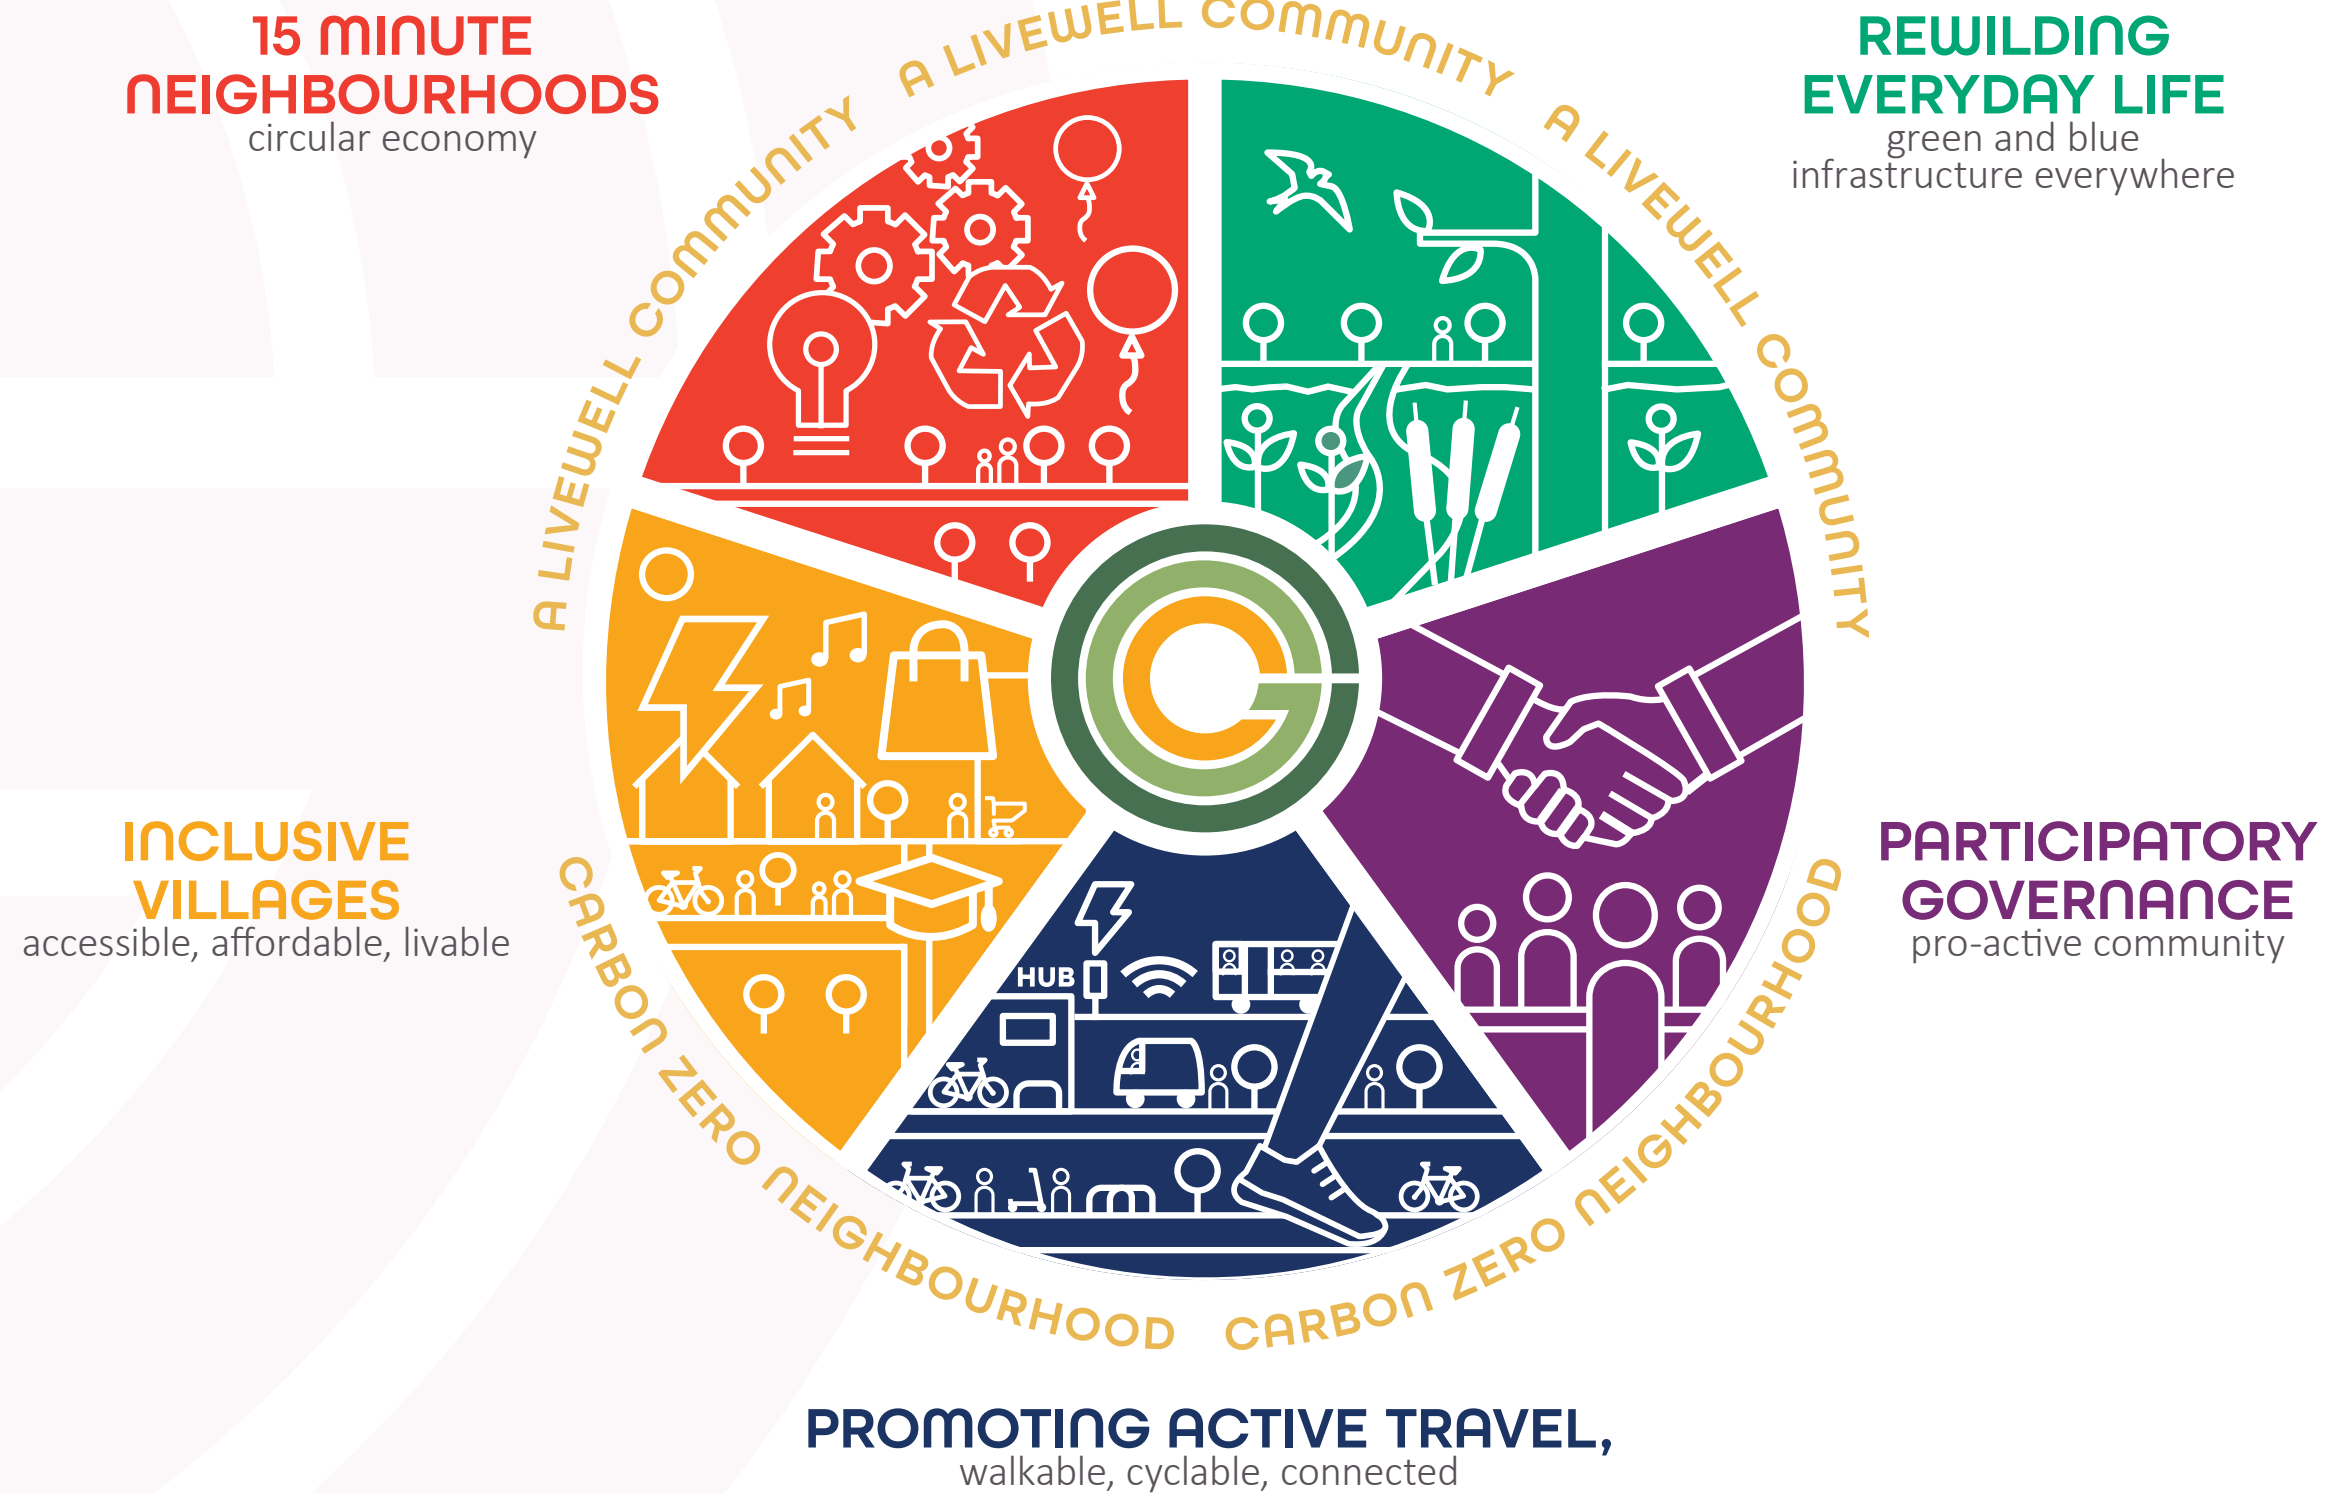 15 MINUTE
NEIGHBOURHOODS
circular economy
REWILDING
EVERYDAY LIFE
green and blue
infrastructure everywhere
A LIVEWELL COMMUNITY A LIVEWELL COMMUNITY A LIVEWELL COMMUNITY
INCLUSIVE
VILLAGES
accessible, affordable, livable
PARTICIPATORY
GOVERNANCE
pro-active community
HUB
CARBON ZERO NEIGHBOURHOOD CARBON ZERO NEIGHBOURHOOD
PROMOTING ACTIVE TRAVEL,
walkable, cyclable, connected